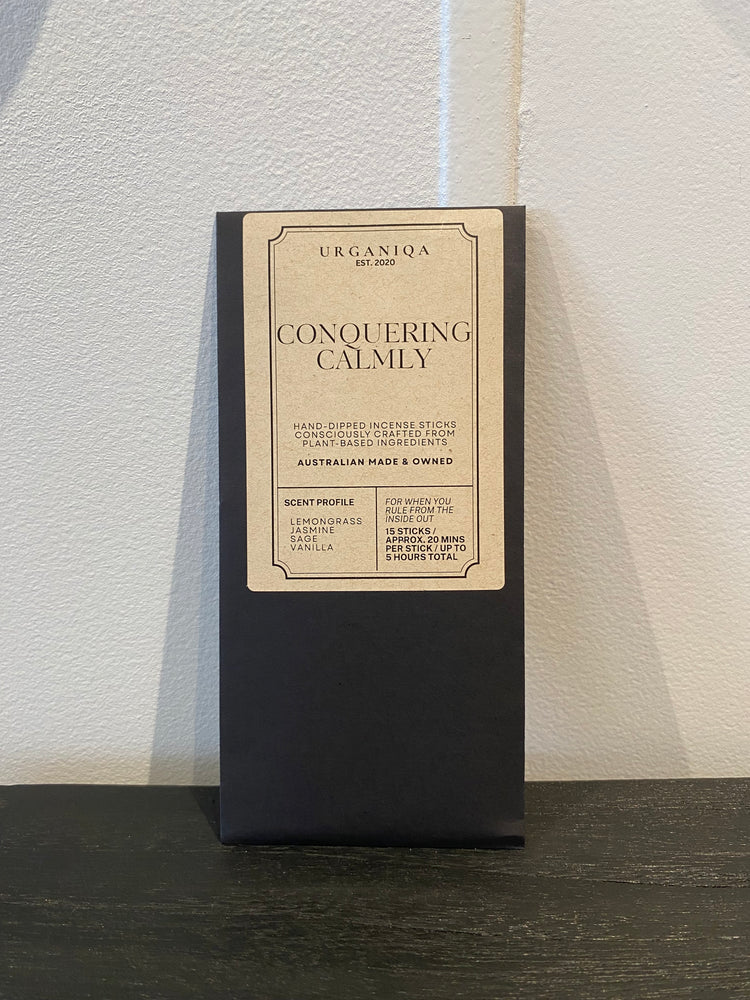 URGANIQA
EST. 2020
CONQUERING
CALMLY
HAND-DIPPED INCENSE STICKS
CONSCIOUSLY CRAFTED FROM
PLANT-BASED INGREDIENTS
AUSTRALIAN MADE & OWNED
SCENT PROFILE
LEMONGRASS
JASMINE
SAGE
VANILLA
FOR WHEN YOU
RULE FROM THE
INSIDE OUT
15 STICKS /
APPROX. 20 MINS
PER STICK / UP TO
5 HOURS TOTAL